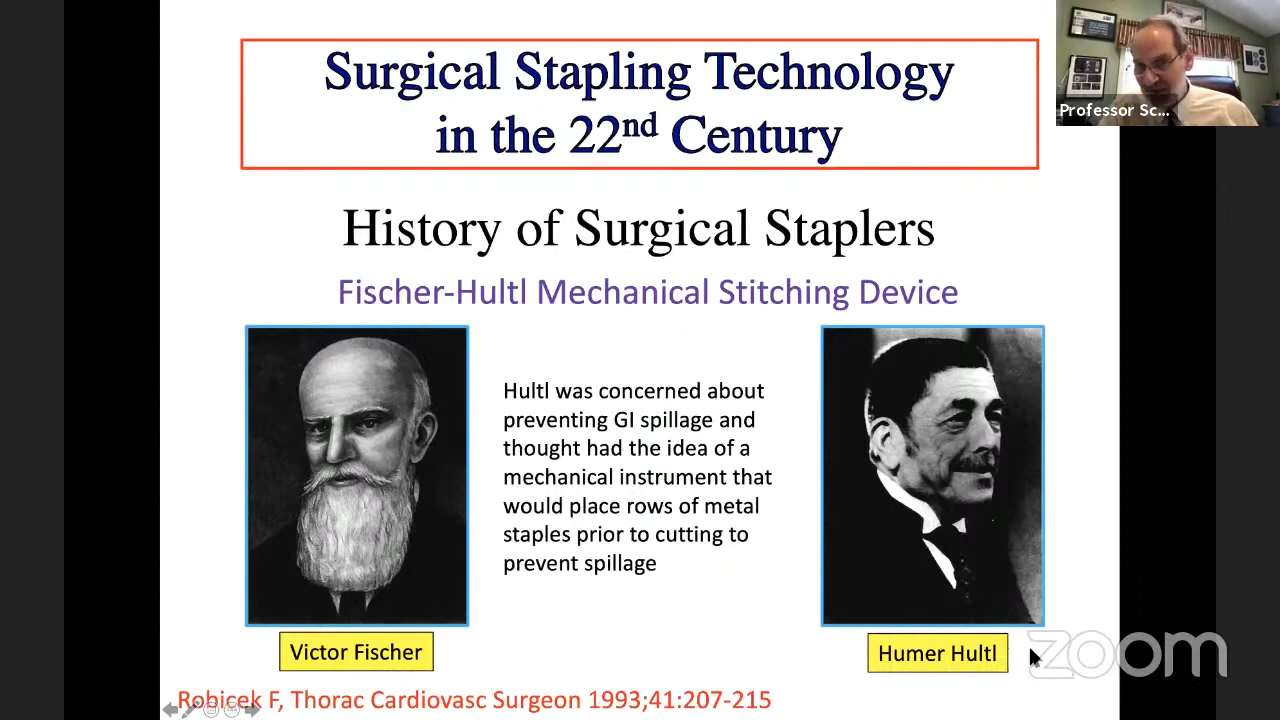 Surgical Stapling Technology
in the 22nd Century
Professor Sc...
History of Surgical Staplers
Fischer-Hultl Mechanical Stitching Device
Hultl was concerned about
preventing GI spillage and
thought had the idea of a
mechanical instrument that
would place rows of metal
staples prior to cutting to
prevent spillage
Victor Fischer
Humer Hultl
zoom
Robicek F, Thorac Cardiovasc Surgeon 1993;41:207-215